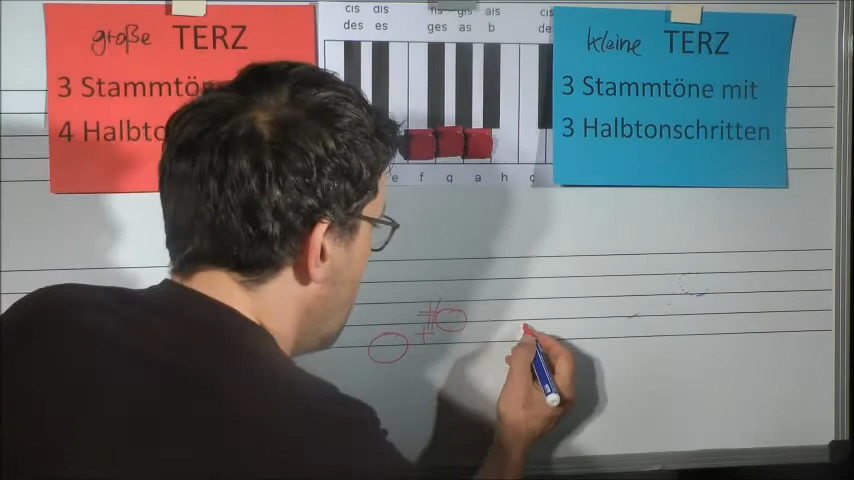 große TERZ
3 Stammtön
4 Halbto
cis dis fis gis ais cis
des es ges as b de
e f g a h c
kleine TERZ
3 Stammtöne mit
3 Halbtonschritten